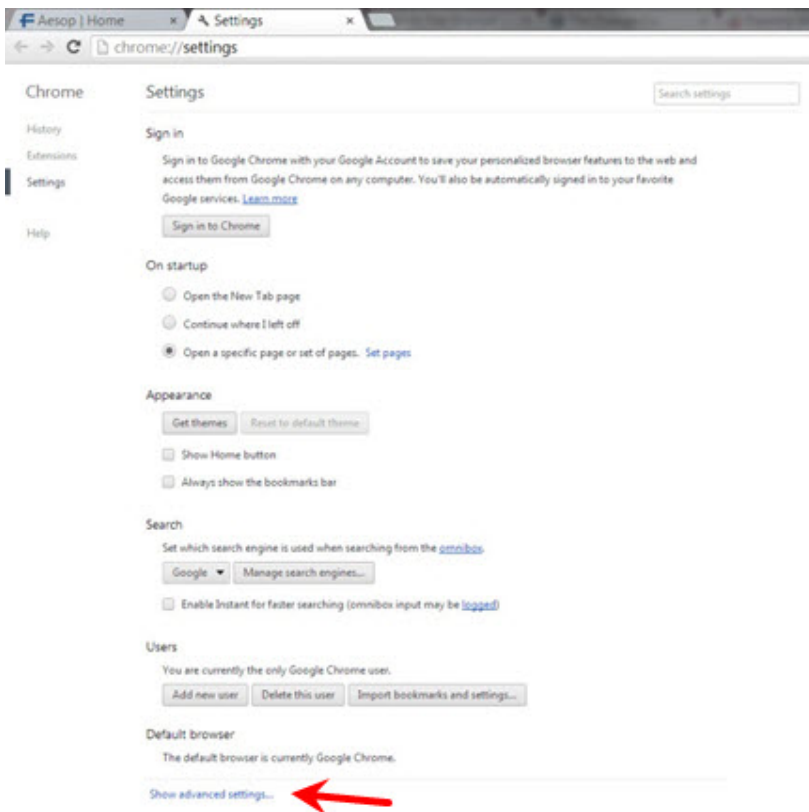 Aesop | Home
Settings
chrome://settings
Chrome
Settings
Search settings
History
Extensions
Settings
Help
Sign in
Sign in to Google Chrome with your Google Account to save your personalized browser features to the web and
access them from Google Chrome on any computer. You'll also be automatically signed in to your favorite
Google services. Learn more
Sign in to Chrome
On startup
Open the New Tab page
Continue where I left off
Open a specific page or set of pages. Set pages
Appearance
Get themes Reset to default theme
Show Home button
Always show the bookmarks bar
Search
Set which search engine is used when searching from the omnibox.
Google Manage search engines...
Enable Instant for faster searching (omnibox input may be logged)
Users
You are currently the only Google Chrome user.
Add new user Delete this user Import bookmarks and settings...
Default browser
The default browser is currently Google Chrome.
Show advanced settings...